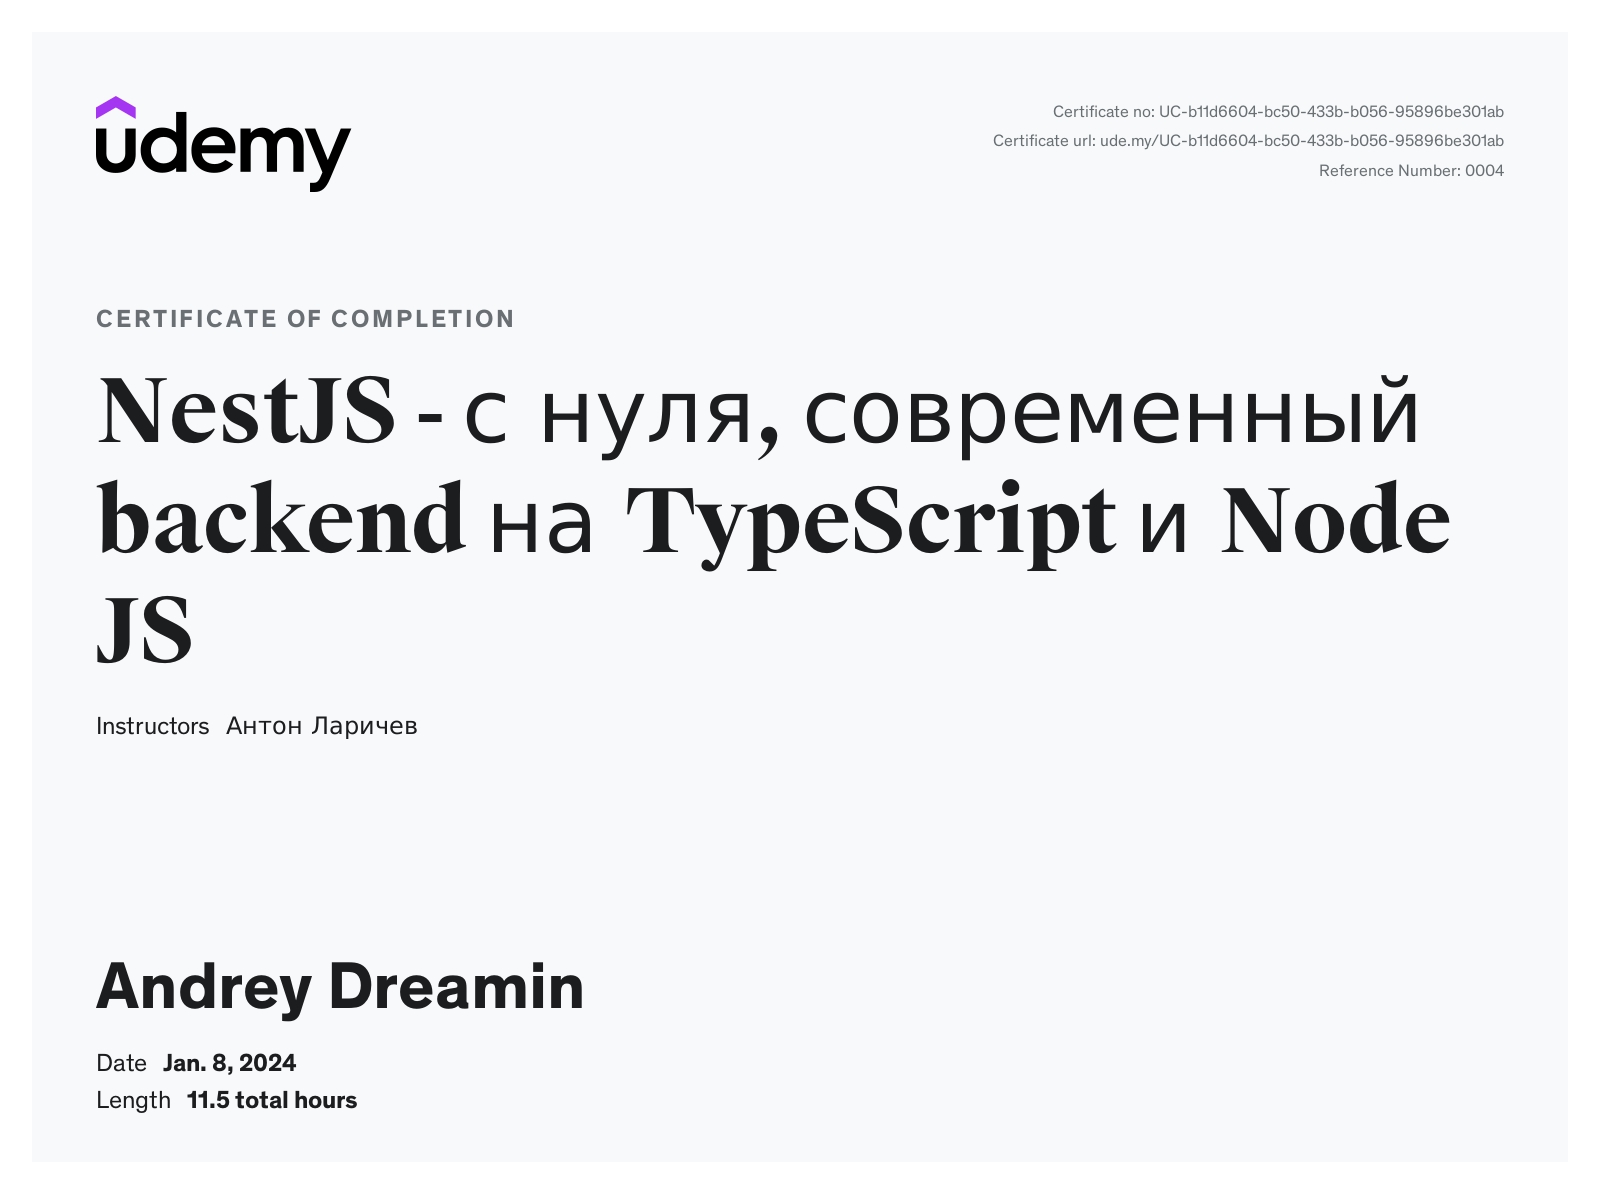 udemy
Certificate no: UC-b11d6604-bc50-433b-b056-95896be301ab
Certificate url: ude.my/UC-b11d6604-bc50-433b-b056-95896be301ab
Reference Number: 0004
CERTIFICATE OF COMPLETION
NestJS - с нуля, современный
backend на TypeScript и Node
JS
Instructors Антон Ларичев
Andrey Dreamin
Date Jan. 8, 2024
Length 11.5 total hours